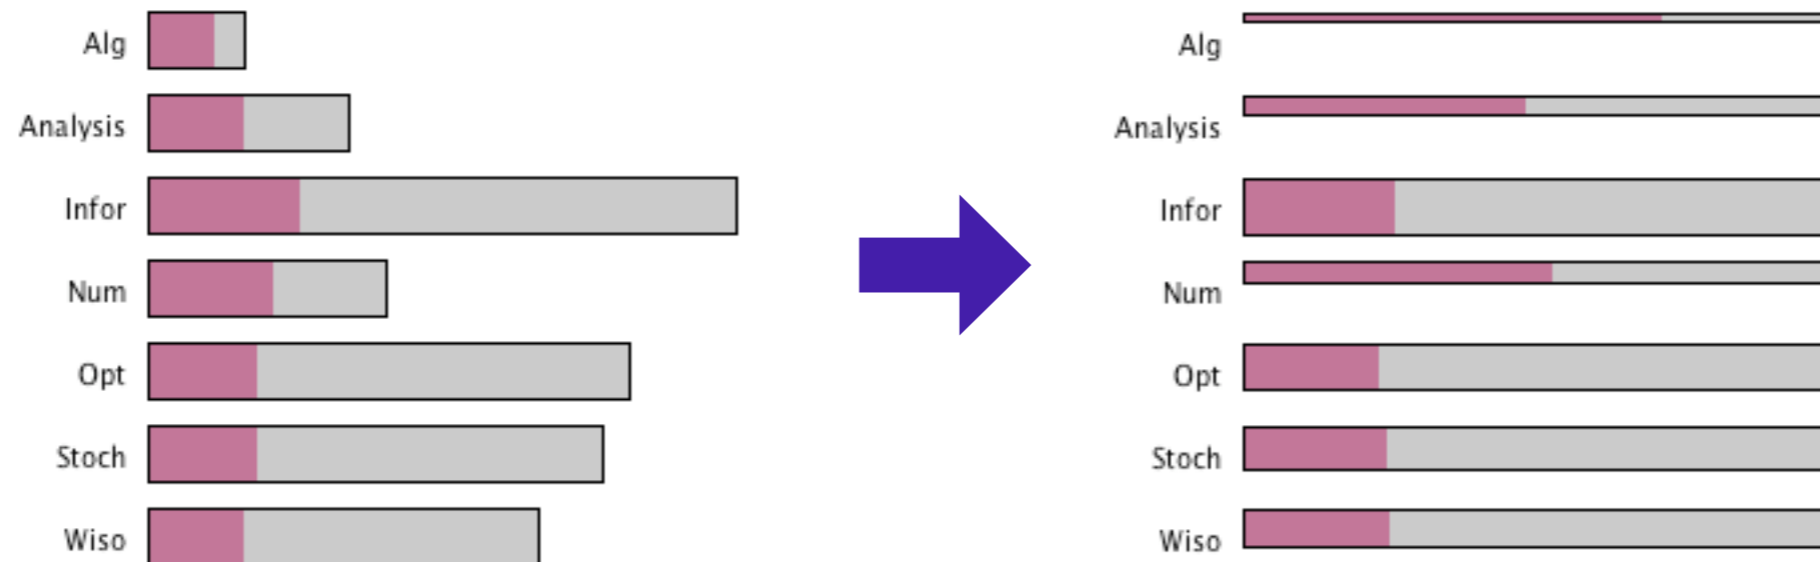 Alg
Analysis
Infor
Num
Opt
Stoch
Wiso
Alg
Analysis
Infor
Num
Opt
Stoch
Wiso